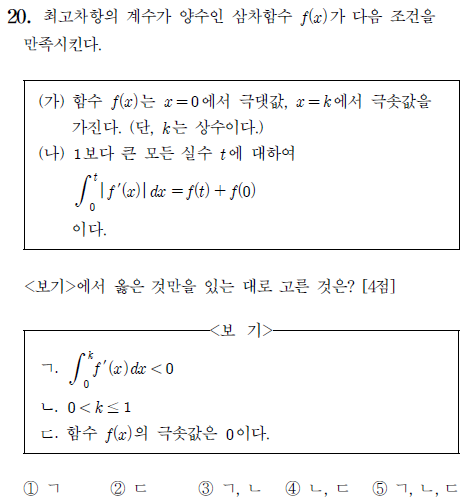 20. 최고차항의 계수가 양수인 삼차함수 f(x)가 다음 조건을
만족시킨다.
(가) 함수 f(x)는 x=0에서 극댓값, x=k에서 극솟값을
가진다. (단, k는 상수이다.)
(나) 1보다 큰 모든 실수 t에 대하여
∫₀ᵗ|f′(x)|dx=f(t)+f(0)
이다.
<보기>에서 옳은 것만을 있는 대로 고른 것은? [4점]
<보 기>
ㄱ. ∫₀ᵏf′(x)dx<0
ㄴ. 0<k≤1
ㄷ. 함수 f(x)의 극솟값은 0이다.
① ㄱ ② ㄷ ③ ㄱ, ㄴ ④ ㄴ, ㄷ ⑤ ㄱ, ㄴ, ㄷ